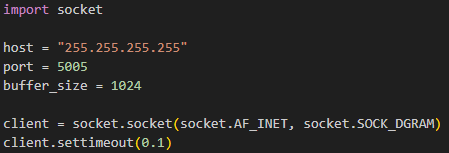 import socket
host = "255.255.255.255"
port = 5005
buffer_size = 1024
client = socket.socket(socket.AF_INET, socket.SOCK_DGRAM)
client.settimeout(0.1)